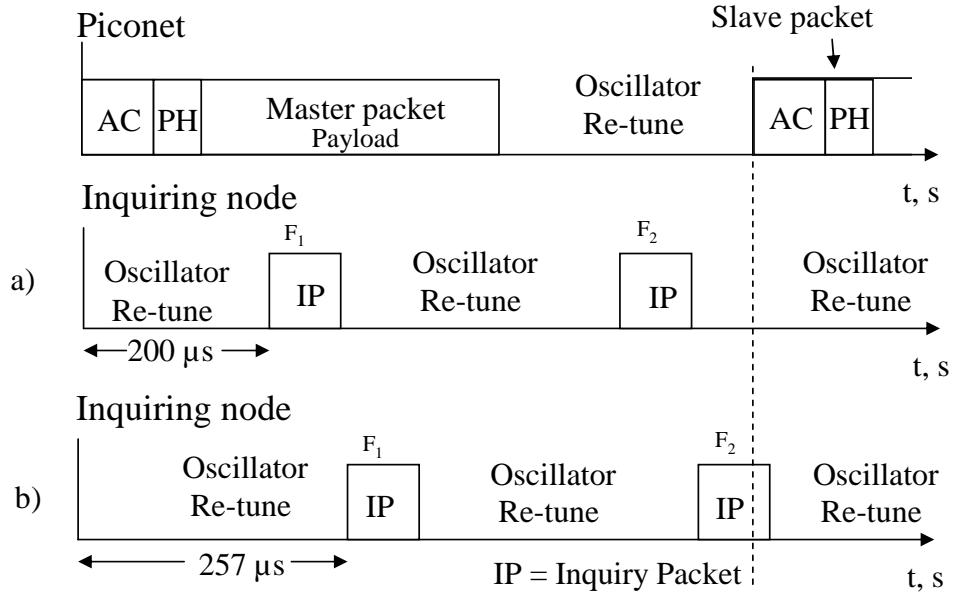 Piconet
Slave packet
AC PH Master packet
Payload
Oscillator
Re-tune
AC PH
t, s
Inquiring node
a)
Oscillator
Re-tune
F1
IP
Oscillator
Re-tune
F2
IP
Oscillator
Re-tune
200 µs
t, s
Inquiring node
b)
Oscillator
Re-tune
F1
IP
Oscillator
Re-tune
F2
IP
Oscillator
Re-tune
257 µs
IP = Inquiry Packet
t, s